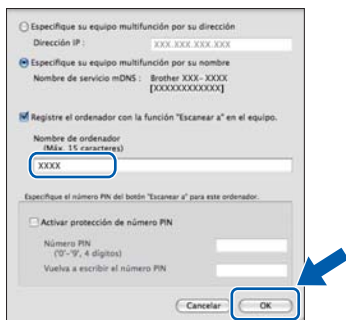 Especifique su equipo multifunción por su dirección
Dirección IP :
XXX.XXX.XXX.XXX
Especifique su equipo multifunción por su nombre
Nombre de servicio mDNS : Brother XXX- XXXX
[XXXXXXXXXXXX]
Registre el ordenador con la función "Escanear a" en el equipo.
Nombre de ordenador
(Máx. 15 caracteres)
XXXX
Especifique el número PIN del botón "Escanear a" para este ordenador.
Activar protección de número PIN
Número PIN
('0'-'9', 4 dígitos)
Vuelva a escribir el número PIN
Cancelar
OK